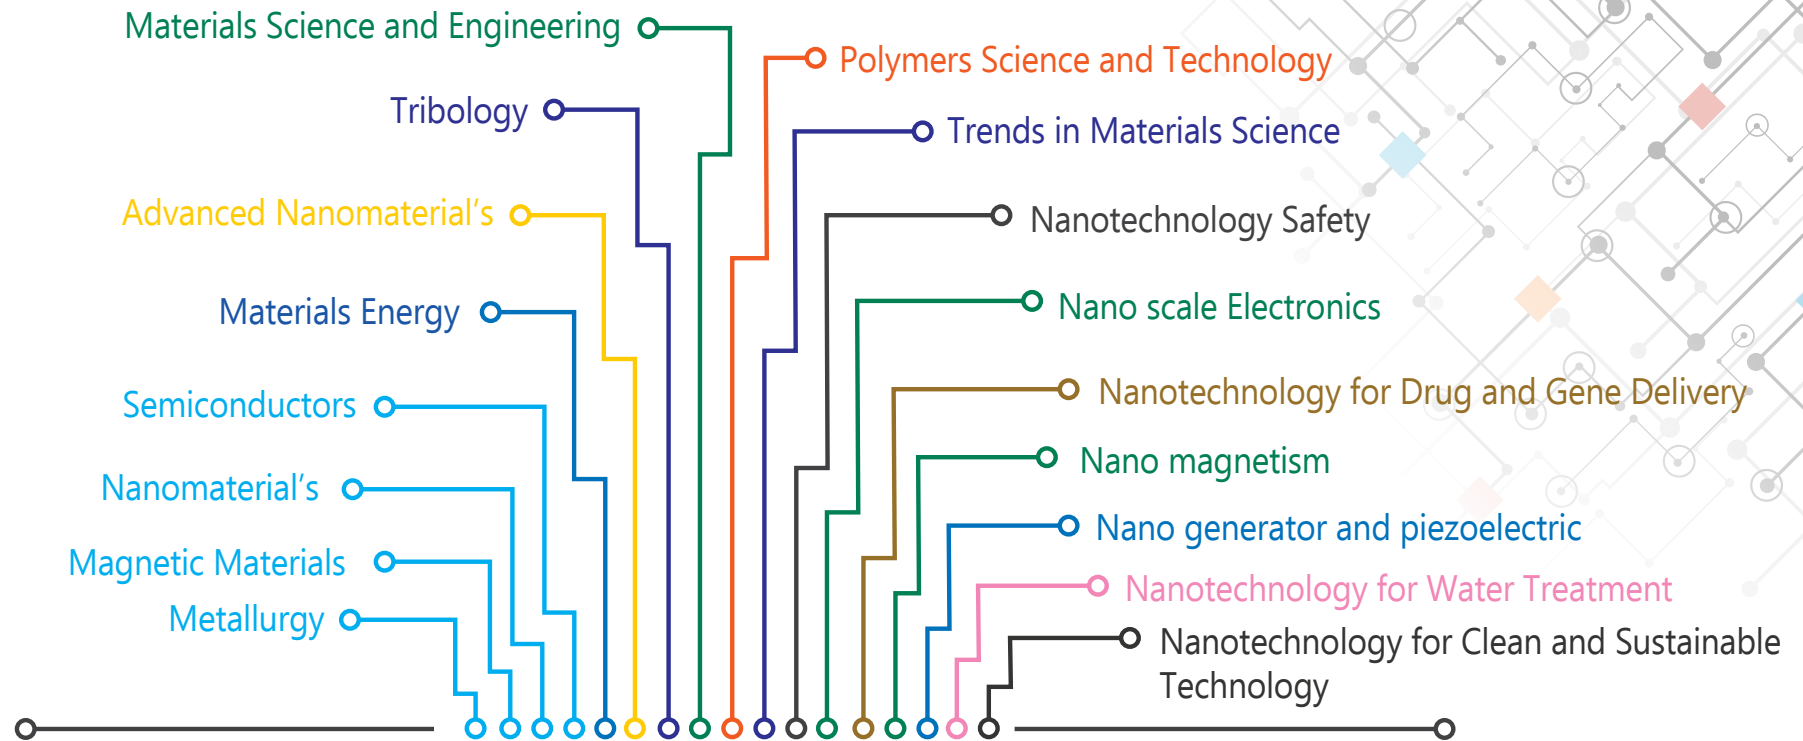 Materials Science and Engineering
Tribology
Advanced Nanomaterial's
Materials Energy
Semiconductors
Nanomaterial's
Magnetic Materials
Metallurgy
Polymers Science and Technology
Trends in Materials Science
Nanotechnology Safety
Nano scale Electronics
Nanotechnology for Drug and Gene Delivery
Nano magnetism
Nano generator and piezoelectric
Nanotechnology for Water Treatment
Nanotechnology for Clean and Sustainable
Technology